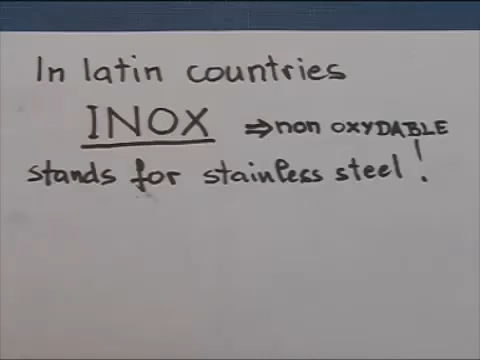 In latin countries
INOX ⇒ non OXYDABLE
stands for stainless steel!